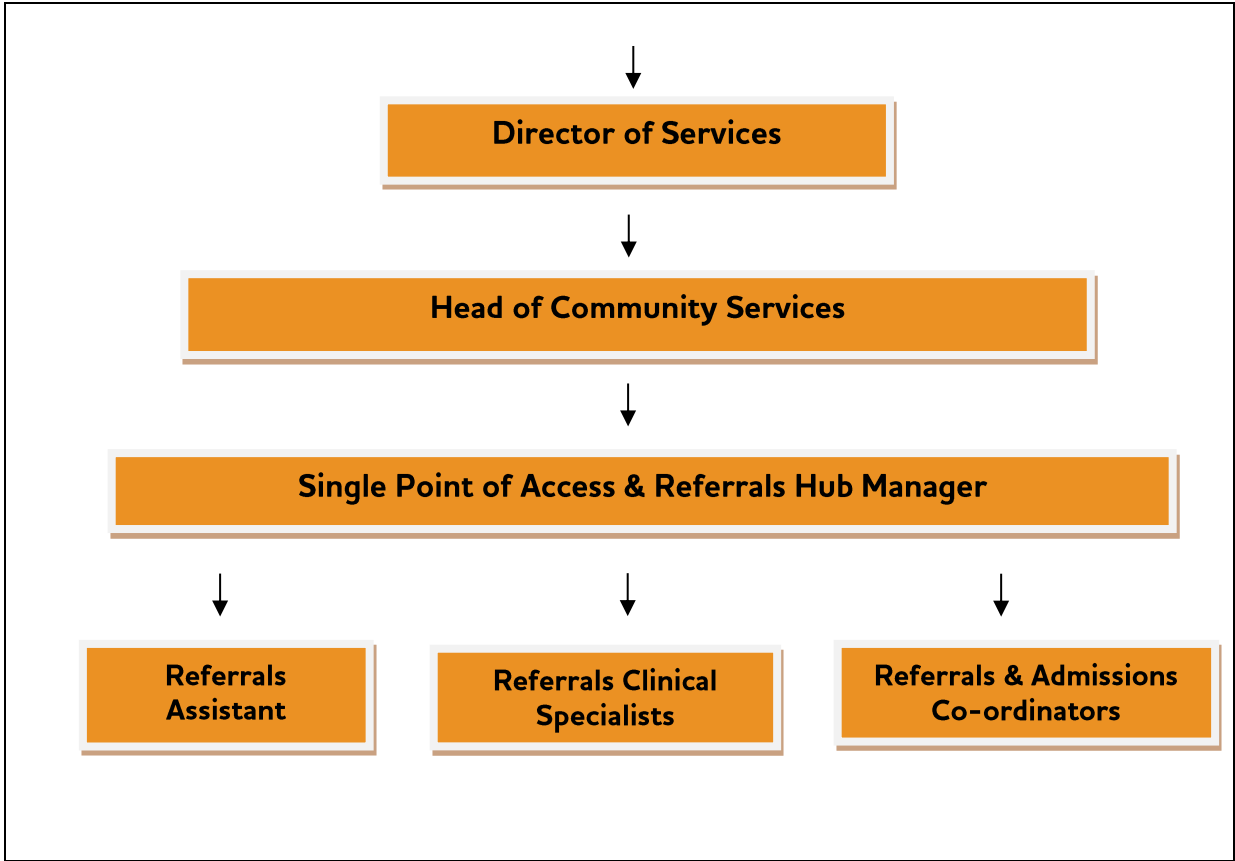 Director of Services
Head of Community Services
Single Point of Access & Referrals Hub Manager
Referrals
Assistant
Referrals Clinical
Specialists
Referrals & Admissions
Co-ordinators